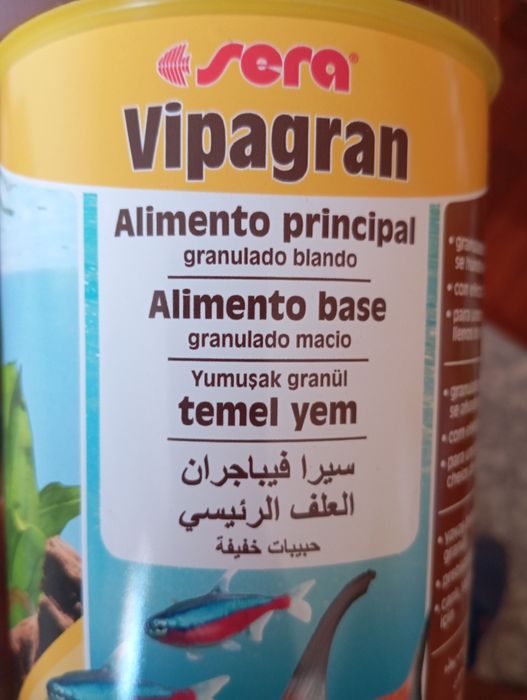 sera
Vipagran
Alimento principal
granulado blando
Alimento base
granulado macio
Yumuşak granül
temel yem
سيرا فيباجران
العلف الرئيسي
حبيبات خفيفة